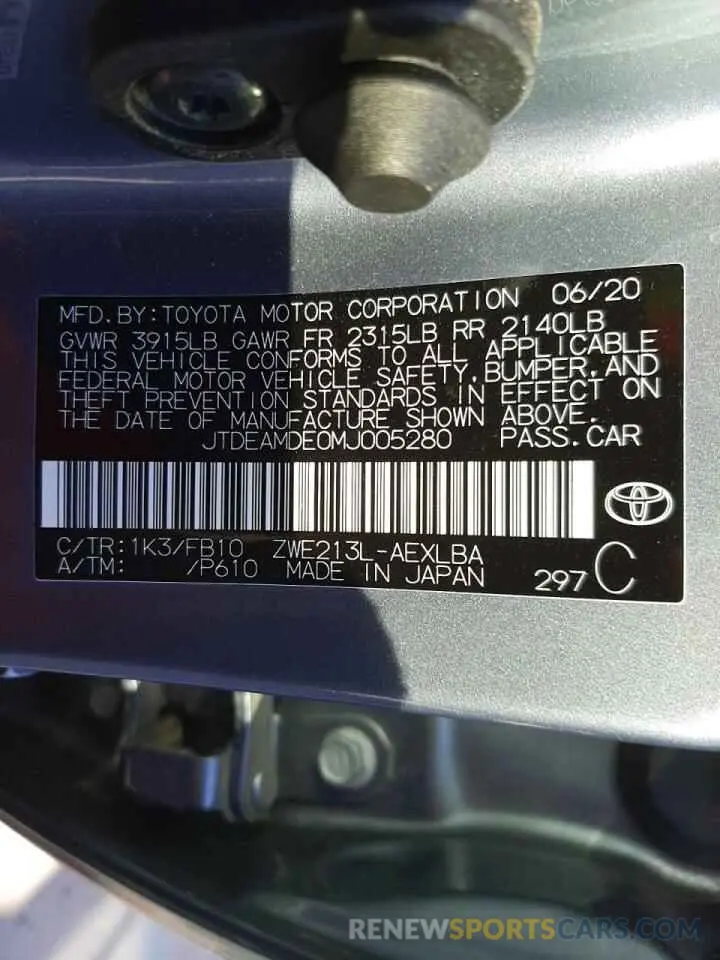 MFD. BY: TOYOTA MOTOR CORPORATION 06/20
GVWR 3915LB GAWR FR 2315LB RR 2140LB
THIS VEHICLE CONFORMS TO ALL APPLICABLE
FEDERAL MOTOR VEHICLE SAFETY, BUMPER, AND
THEFT PREVENTION STANDARDS IN EFFECT ON
THE DATE OF MANUFACTURE SHOWN ABOVE.
JTDEAMDE0MJ005280 PASS. CAR
C/TR: 1K3/FB10 ZWE213L-AEXLBA
A/TM: /P610 MADE IN JAPAN 297 C
RENEWSPORTSCARS.COM